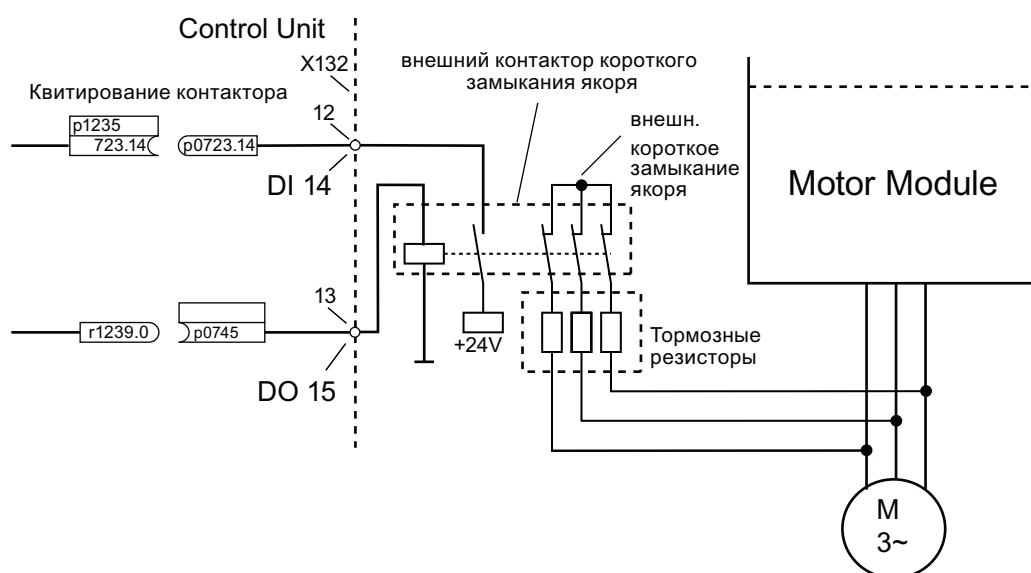 Control Unit
X132
Квитирование контактора
p1235
723.14
p0723.14
12
DI 14
внешний контактор короткого
замыкания якоря
внешн.
короткое
замыкание
якоря
Motor Module
r1239.0
p0745
13
DO 15
+24V
Тормозные
резисторы
M
3~